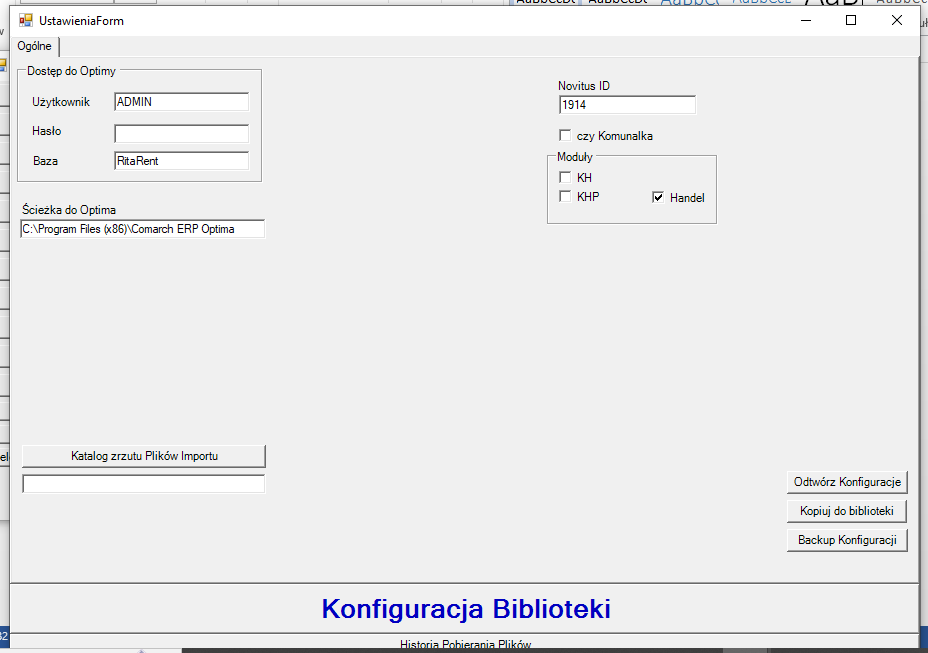 UstawieniaForm
Ogólne
Dostęp do Optimy
Użytkownik ADMIN
Hasło
Baza RitaRent
Ścieżka do Optima
C:\Program Files (x86)\Comarch ERP Optima
Novitus ID
1914
czy Komunalka
Moduły
KH
KHP Handel
Katalog zrzutu Plików Importu
Odtwórz Konfiguracje
Kopiuj do biblioteki
Backup Konfiguracji
Konfiguracja Biblioteki
Historia Pobierania Plików